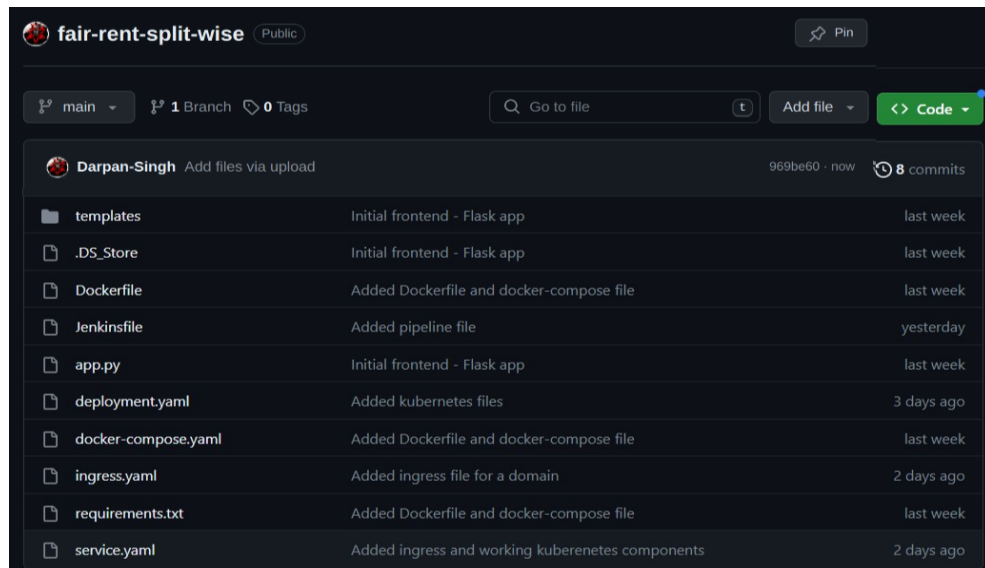 fair-rent-split-wise Public Pin
main 1 Branch 0 Tags Go to file t Add file <> Code
Darpan-Singh Add files via upload 969be60 · now 8 commits
templates Initial frontend - Flask app last week
.DS_Store Initial frontend - Flask app last week
Dockerfile Added Dockerfile and docker-compose file last week
Jenkinsfile Added pipeline file yesterday
app.py Initial frontend - Flask app last week
deployment.yaml Added kubernetes files 3 days ago
docker-compose.yaml Added Dockerfile and docker-compose file last week
ingress.yaml Added ingress file for a domain 2 days ago
requirements.txt Added Dockerfile and docker-compose file last week
service.yaml Added ingress and working kuberenetes components 2 days ago